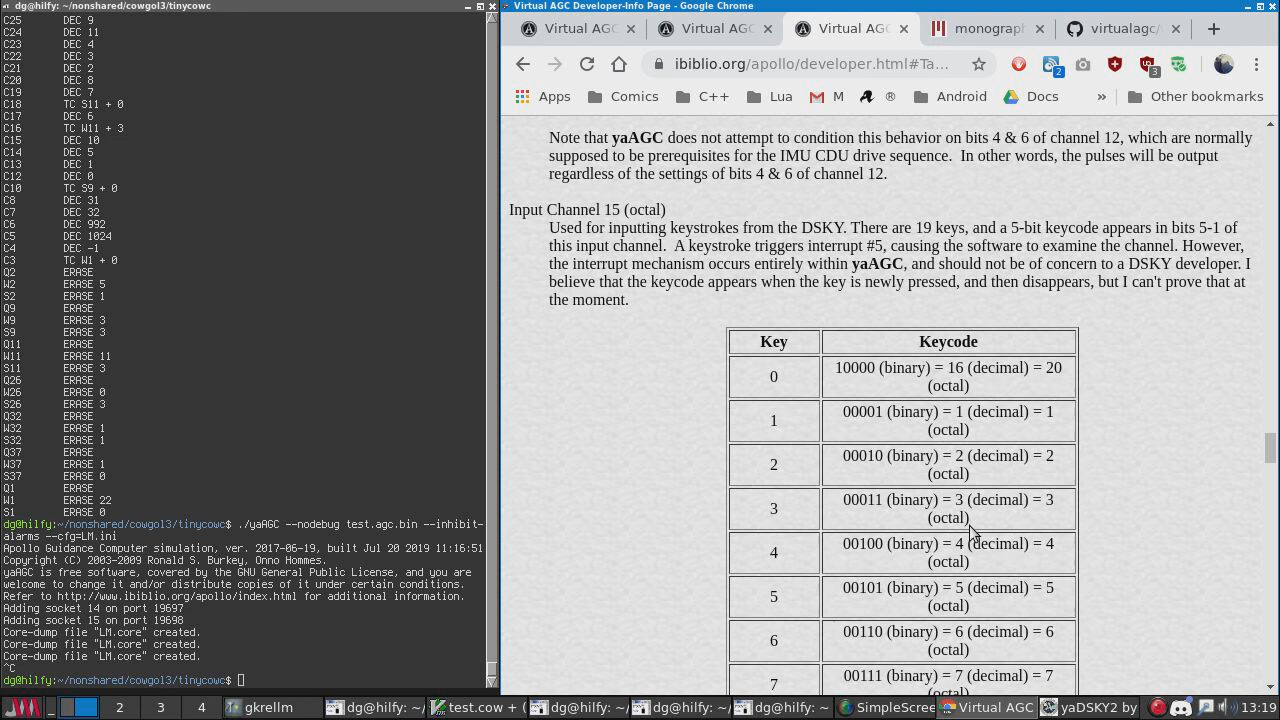 dg@hilfy: ~/nonshared/cowgol3/tinycowc
C25 DEC 9
C24 DEC 11
C23 DEC 4
C22 DEC 3
C21 DEC 2
C20 DEC 8
C19 DEC 7
C18 TC S11 + 0
C17 DEC 6
C16 TC W11 + 3
C15 DEC 10
C14 DEC 5
C13 DEC 1
C12 DEC 0
C10 TC S9 + 0
C8 DEC 31
C7 DEC 32
C6 DEC 992
C5 DEC 1024
C4 DEC -1
C3 TC W1 + 0
Q2 ERASE
W2 ERASE 5
S2 ERASE 1
Q9 ERASE
W9 ERASE 3
S9 ERASE 3
Q11 ERASE
W11 ERASE 11
S11 ERASE 3
Q26 ERASE
W26 ERASE 0
S26 ERASE 3
Q32 ERASE
W32 ERASE 1
S32 ERASE 1
Q37 ERASE
W37 ERASE 1
S37 ERASE 0
Q1 ERASE
W1 ERASE 22
S1 ERASE 0
dg@hilfy:~/nonshared/cowgol3/tinycowc$ ./yaAGC --nodebug test.agc.bin --inhibit-
alarms --cfg=LM.ini
Apollo Guidance Computer simulation, ver. 2017-06-19, built Jul 20 2019 11:16:51
Copyright (C) 2003-2009 Ronald S. Burkey, Onno Hommes.
yaAGC is free software, covered by the GNU General Public License, and you are
welcome to change it and/or distribute copies of it under certain conditions.
Refer to http://www.ibiblio.org/apollo/index.html for additional information.
Adding socket 14 on port 19697
Adding socket 15 on port 19698
Core-dump file "LM.core" created.
Core-dump file "LM.core" created.
Core-dump file "LM.core" created.
^C
dg@hilfy:~/nonshared/cowgol3/tinycowc$
Virtual AGC Developer-Info Page - Google Chrome
Virtual AGC
Virtual AGC
Virtual AGC
monograph
virtualagc/v
ibiblio.org/apollo/developer.html#Ta...
2
3
Apps
Comics
C++
Lua
M
®
Android
Docs
»
Other bookmarks
Note that yaAGC does not attempt to condition this behavior on bits 4 & 6 of channel 12, which are normally
supposed to be prerequisites for the IMU CDU drive sequence. In other words, the pulses will be output
regardless of the settings of bits 4 & 6 of channel 12.
Input Channel 15 (octal)
Used for inputting keystrokes from the DSKY. There are 19 keys, and a 5-bit keycode appears in bits 5-1 of
this input channel. A keystroke triggers interrupt #5, causing the software to examine the channel. However,
the interrupt mechanism occurs entirely within yaAGC, and should not be of concern to a DSKY developer. I
believe that the keycode appears when the key is newly pressed, and then disappears, but I can't prove that at
the moment.
Key Keycode
0 10000 (binary) = 16 (decimal) = 20
(octal)
1 00001 (binary) = 1 (decimal) = 1
(octal)
2 00010 (binary) = 2 (decimal) = 2
(octal)
3 00011 (binary) = 3 (decimal) = 3
(octal)
4 00100 (binary) = 4 (decimal) = 4
(octal)
5 00101 (binary) = 5 (decimal) = 5
(octal)
6 00110 (binary) = 6 (decimal) = 6
(octal)
7 00111 (binary) = 7 (decimal) = 7
(octal)
2
3
4
gkrellm
dg@hilfy: ~/
test.cow + (
dg@hilfy: ~/
dg@hilfy: ~/
dg@hilfy: ~
SimpleScree
Virtual AGC
yaDSKY2 by
13:19